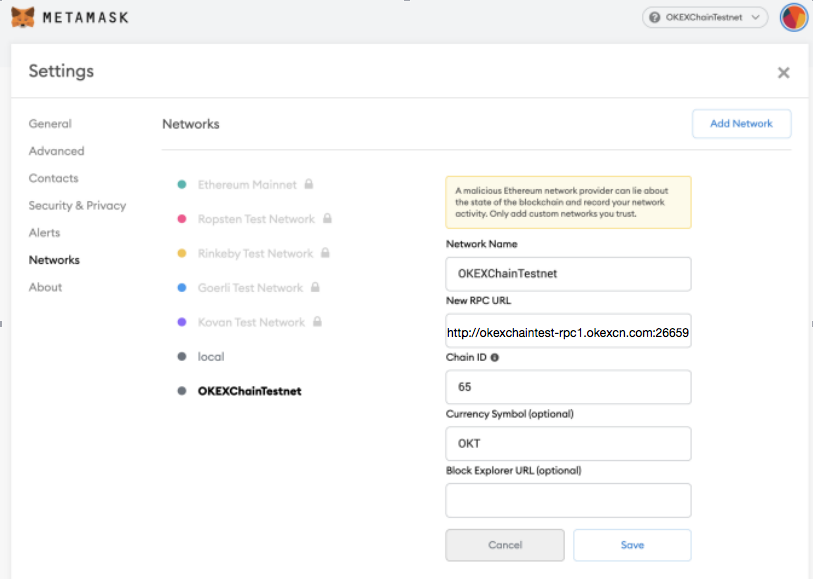 METAMASK
OKEXChainTestnet
Settings
General
Advanced
Contacts
Security & Privacy
Alerts
Networks
About
Networks
Add Network
Ethereum Mainnet
Ropsten Test Network
Rinkeby Test Network
Goerli Test Network
Kovan Test Network
local
OKEXChainTestnet
A malicious Ethereum network provider can lie about
the state of the blockchain and record your network
activity. Only add custom networks you trust.
Network Name
OKEXChainTestnet
New RPC URL
http://okexchaintest-rpc1.okexcn.com:26659
Chain ID
65
Currency Symbol (optional)
OKT
Block Explorer URL (optional)
Cancel
Save